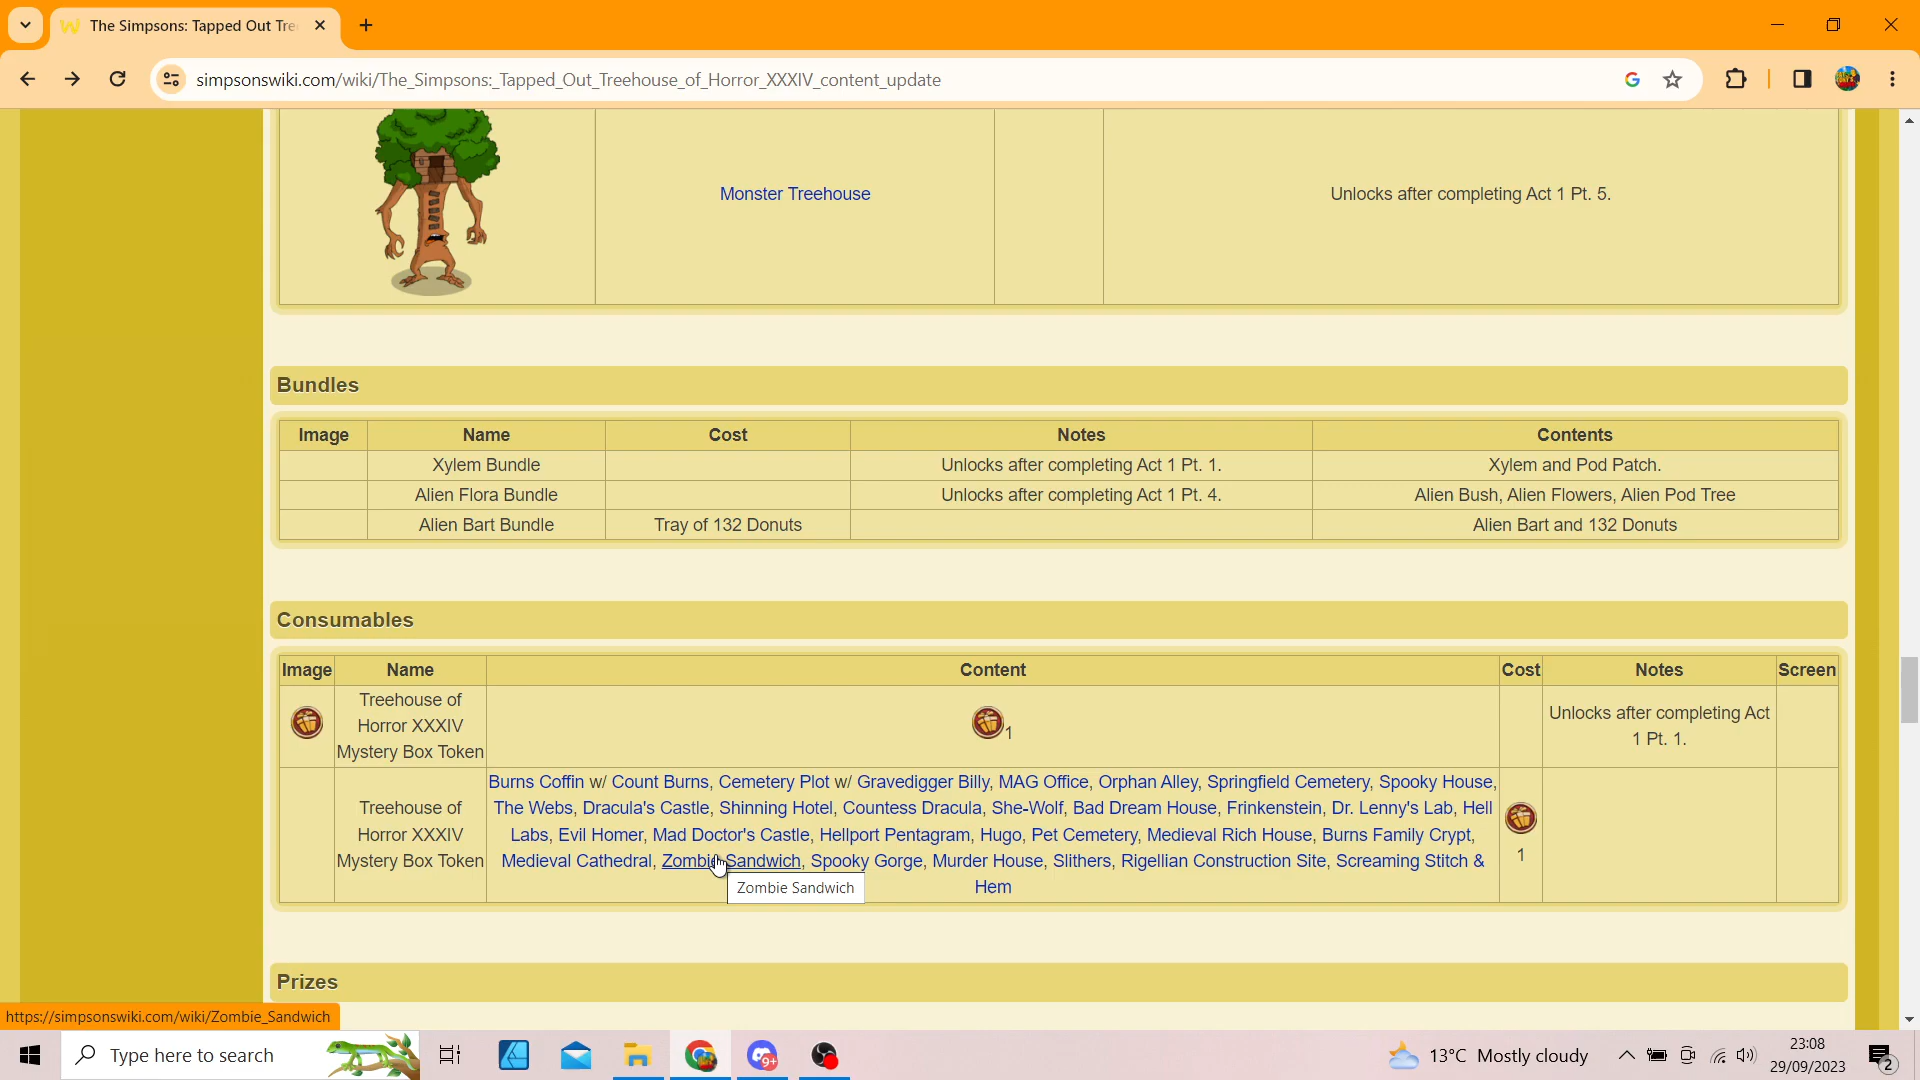 The Simpsons: Tapped Out Tre
simpsonswiki.com/wiki/The_Simpsons:_Tapped_Out_Treehouse_of_Horror_XXXIV_content_update
Monster Treehouse
Unlocks after completing Act 1 Pt. 5.
Bundles
Image Name Cost Notes Contents
Xylem Bundle Unlocks after completing Act 1 Pt. 1. Xylem and Pod Patch.
Alien Flora Bundle Unlocks after completing Act 1 Pt. 4. Alien Bush, Alien Flowers, Alien Pod Tree
Alien Bart Bundle Tray of 132 Donuts Alien Bart and 132 Donuts
Consumables
Image Name Content Cost Notes Screen
Treehouse of
Horror XXXIV
Mystery Box Token
1
Unlocks after completing Act
1 Pt. 1.
Treehouse of
Horror XXXIV
Mystery Box Token
Burns Coffin w/ Count Burns, Cemetery Plot w/ Gravedigger Billy, MAG Office, Orphan Alley, Springfield Cemetery, Spooky House,
The Webs, Dracula's Castle, Shinning Hotel, Countess Dracula, She-Wolf, Bad Dream House, Frinkenstein, Dr. Lenny's Lab, Hell
Labs, Evil Homer, Mad Doctor's Castle, Hellport Pentagram, Hugo, Pet Cemetery, Medieval Rich House, Burns Family Crypt,
Medieval Cathedral, Zombie Sandwich, Spooky Gorge, Murder House, Slithers, Rigellian Construction Site, Screaming Stitch &
Hem
1
Zombie Sandwich
Prizes
https://simpsonswiki.com/wiki/Zombie_Sandwich
Type here to search
9+
13°C Mostly cloudy
23:08
29/09/2023
2